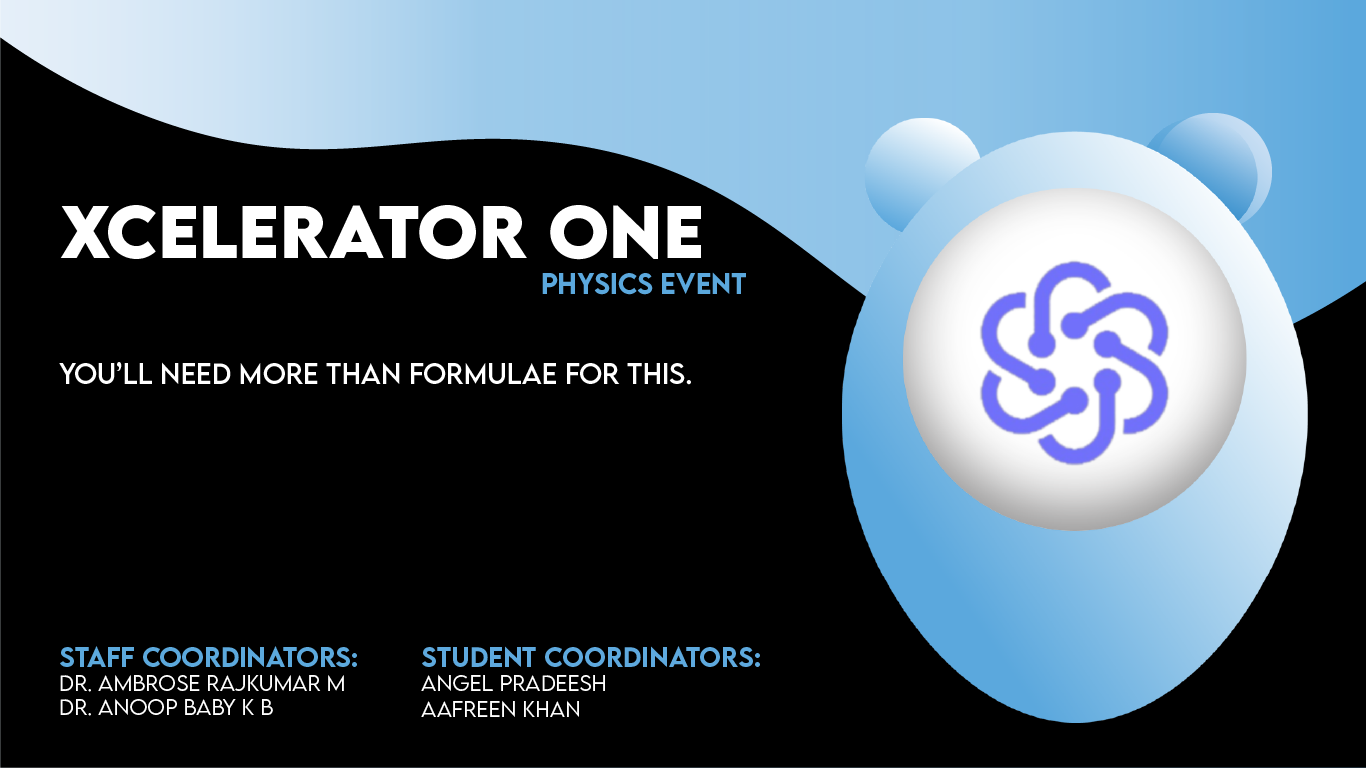 XCELERATOR ONE
PHYSICS EVENT
YOU’LL NEED MORE THAN FORMULAE FOR THIS.
STAFF COORDINATORS:
DR. AMBROSE RAJKUMAR M
DR. ANOOP BABY K B
STUDENT COORDINATORS:
ANGEL PRADEESH
AAFREEN KHAN